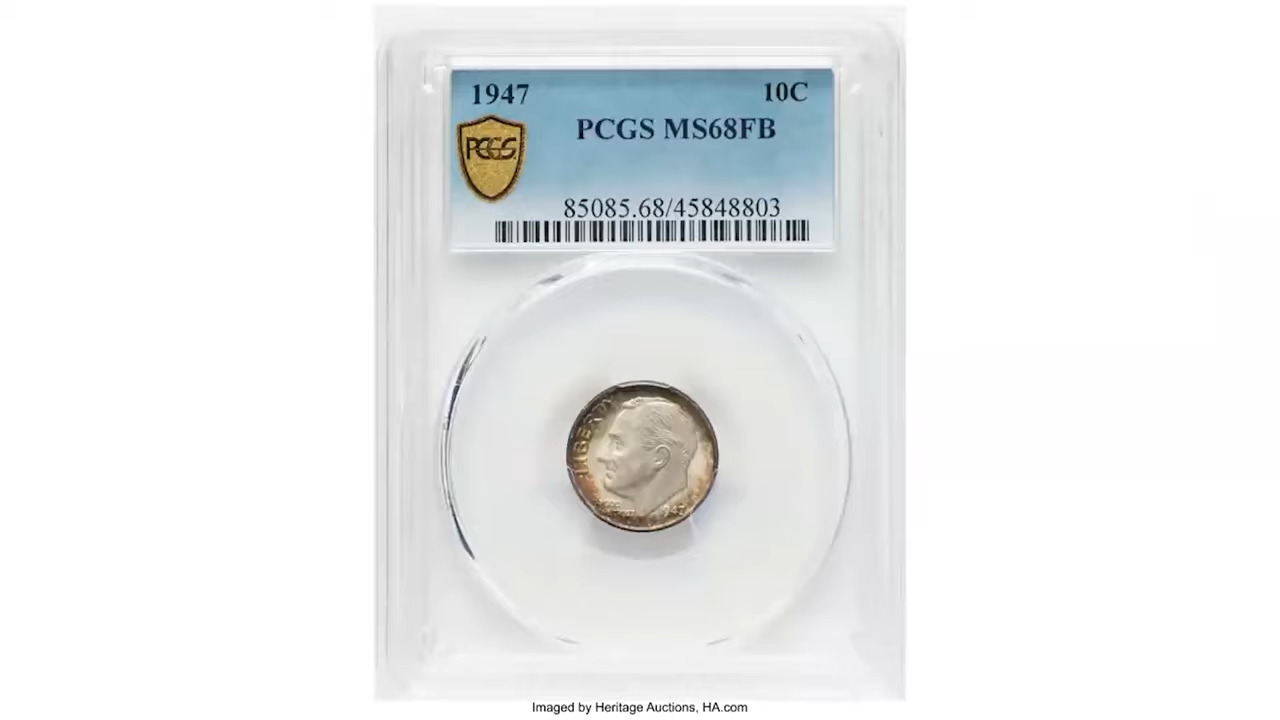 1947 10C
PCGS MS68FB
PCGS
85085.68/45848803
LIBERTY
1947
Imaged by Heritage Auctions, HA.com